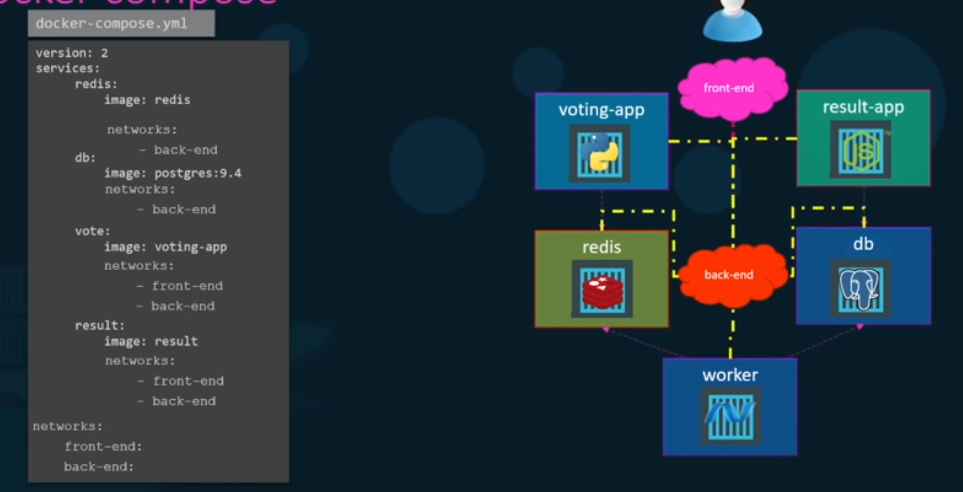 docker-compose.yml
version: 2
services:
redis:
image: redis
networks:
- back-end
db:
image: postgres:9.4
networks:
- back-end
vote:
image: voting-app
networks:
- front-end
- back-end
result:
image: result
networks:
- front-end
- back-end
networks:
front-end:
back-end:
front-end
voting-app
result-app
JS
redis
back-end
db
worker